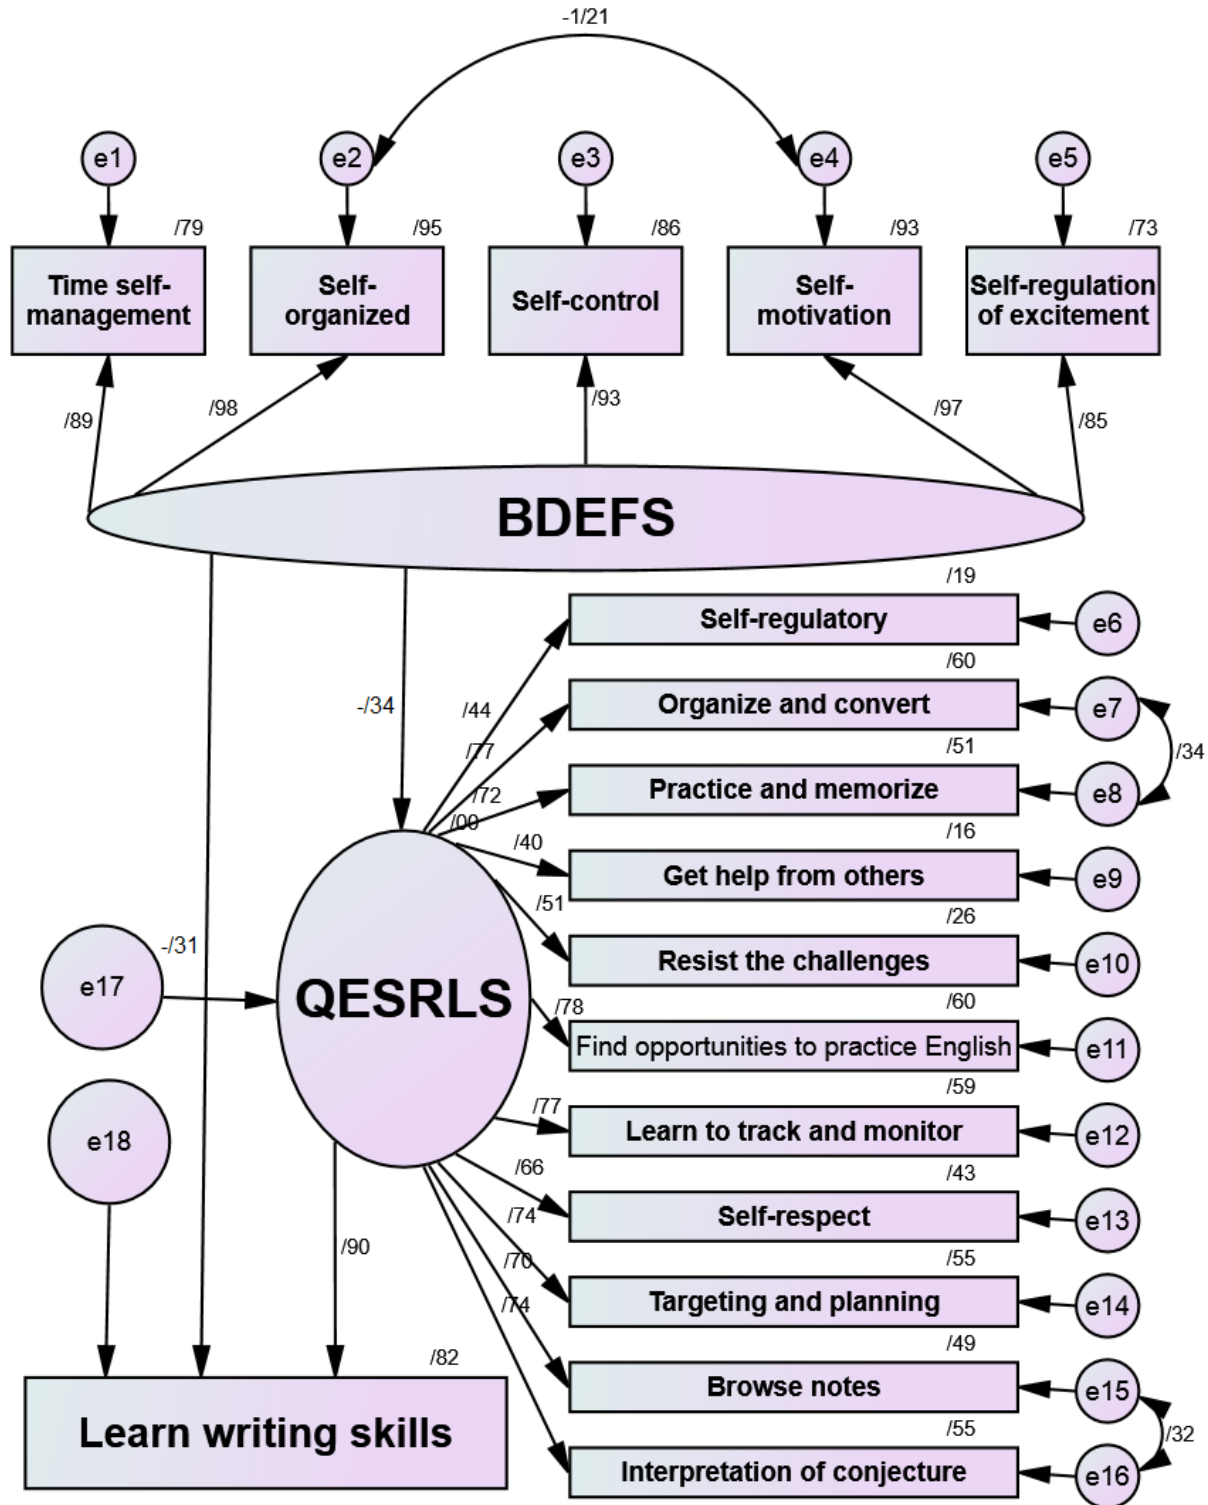 -1/21
e1
e2
e3
e4
e5
/79
/95
/86
/93
/73
Time self-
management
Self-
organized
Self-control
Self-
motivation
Self-regulation
of excitement
/89
/98
/93
/97
/85
BDEFS
/19
Self-regulatory
e6
/60
-/34
/44
Organize and convert
e7
/77
/51
/34
/72
Practice and memorize
e8
/00
/16
/40
Get help from others
e9
/51
/26
-/31
Resist the challenges
e10
e17
QESRLS
/78
/60
Find opportunities to practice English
e11
/59
/77
Learn to track and monitor
e12
e18
/66
/43
/74
Self-respect
e13
/90
/70
/55
/74
Targeting and planning
e14
/49
/82
Browse notes
e15
/55
/32
Learn writing skills
Interpretation of conjecture
e16